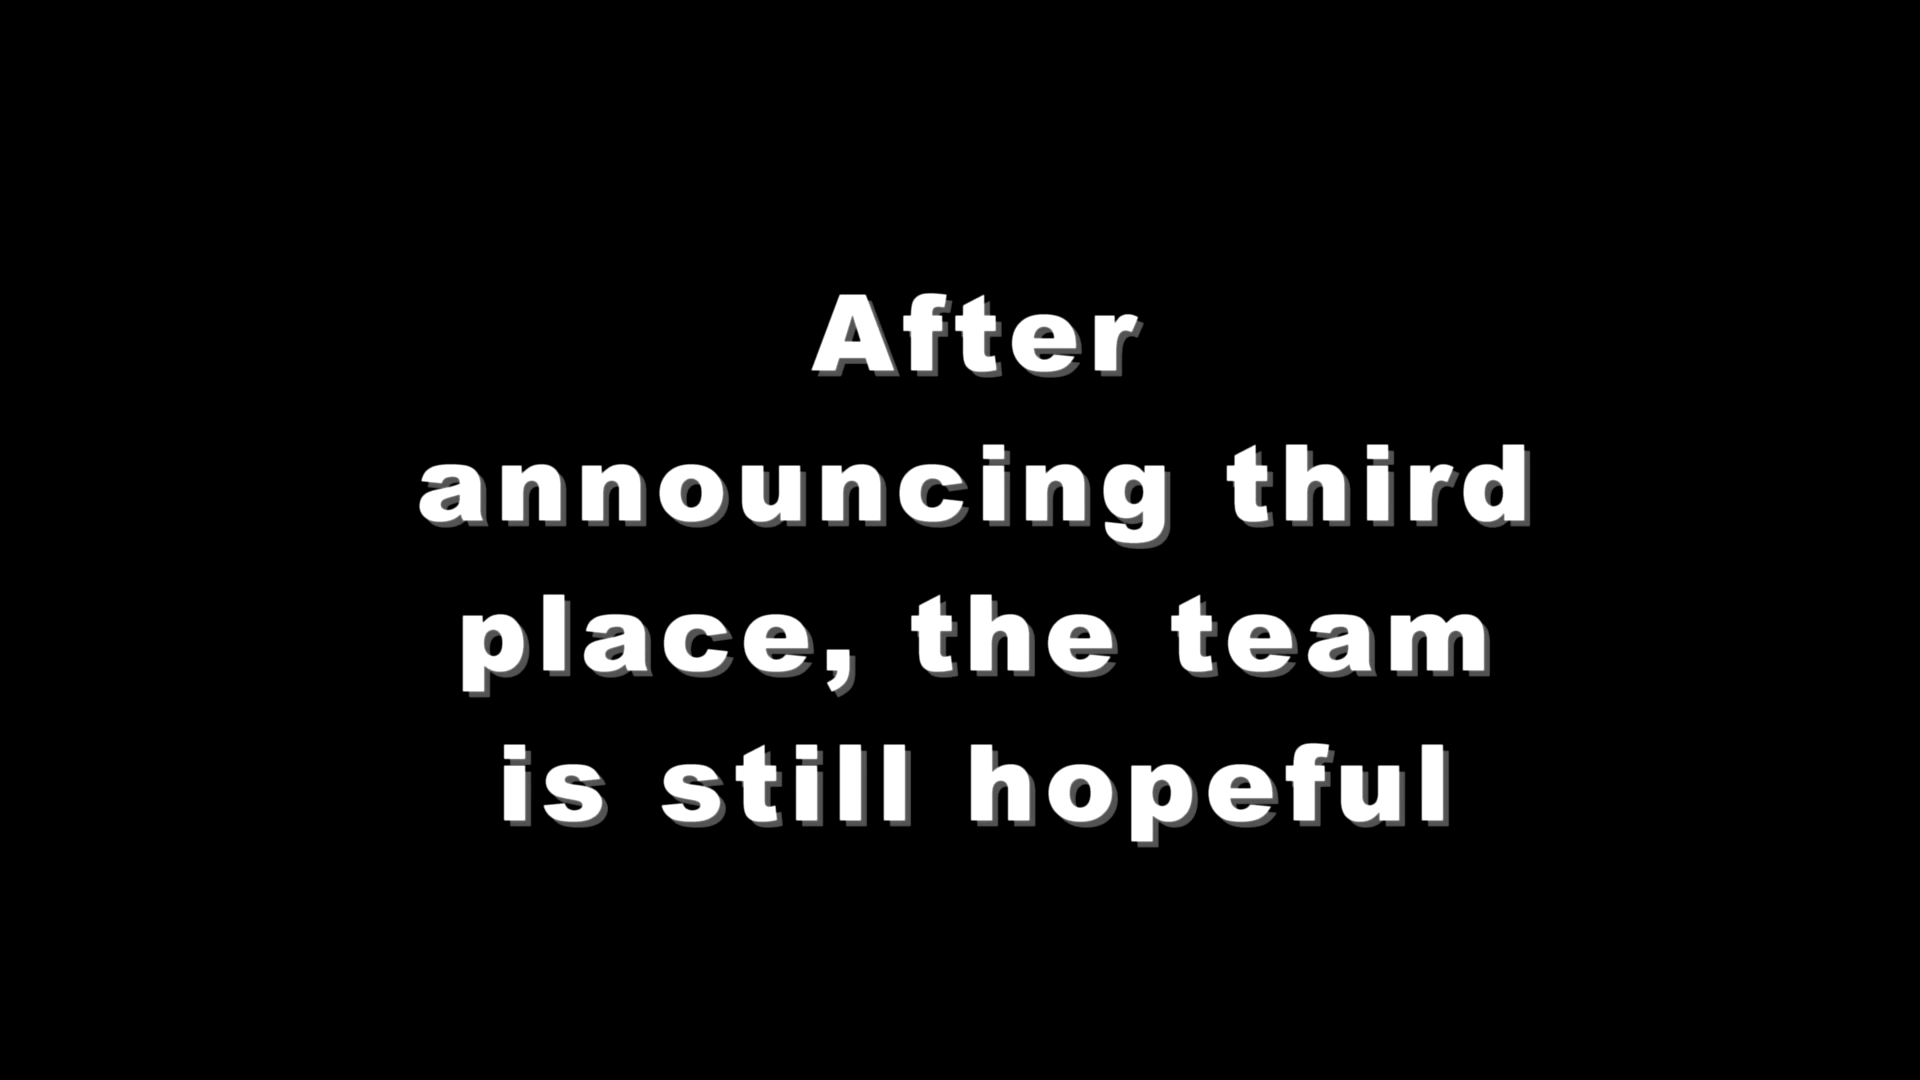 After
announcing third
place, the team
is still hopeful